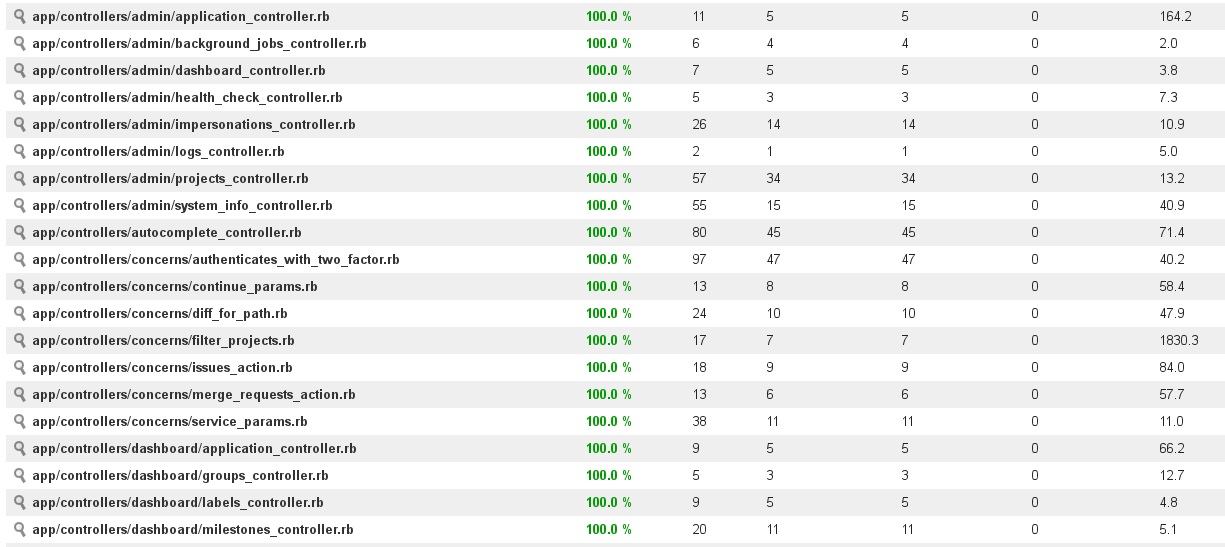 app/controllers/admin/application_controller.rb 100.0 % 11 5 5 0 164.2
app/controllers/admin/background_jobs_controller.rb 100.0 % 6 4 4 0 2.0
app/controllers/admin/dashboard_controller.rb 100.0 % 7 5 5 0 3.8
app/controllers/admin/health_check_controller.rb 100.0 % 5 3 3 0 7.3
app/controllers/admin/impersonations_controller.rb 100.0 % 26 14 14 0 10.9
app/controllers/admin/logs_controller.rb 100.0 % 2 1 1 0 5.0
app/controllers/admin/projects_controller.rb 100.0 % 57 34 34 0 13.2
app/controllers/admin/system_info_controller.rb 100.0 % 55 15 15 0 40.9
app/controllers/autocomplete_controller.rb 100.0 % 80 45 45 0 71.4
app/controllers/concerns/authenticates_with_two_factor.rb 100.0 % 97 47 47 0 40.2
app/controllers/concerns/continue_params.rb 100.0 % 13 8 8 0 58.4
app/controllers/concerns/diff_for_path.rb 100.0 % 24 10 10 0 47.9
app/controllers/concerns/filter_projects.rb 100.0 % 17 7 7 0 1830.3
app/controllers/concerns/issues_action.rb 100.0 % 18 9 9 0 84.0
app/controllers/concerns/merge_requests_action.rb 100.0 % 13 6 6 0 57.7
app/controllers/concerns/service_params.rb 100.0 % 38 11 11 0 11.0
app/controllers/dashboard/application_controller.rb 100.0 % 9 5 5 0 66.2
app/controllers/dashboard/groups_controller.rb 100.0 % 5 3 3 0 12.7
app/controllers/dashboard/labels_controller.rb 100.0 % 9 5 5 0 4.8
app/controllers/dashboard/milestones_controller.rb 100.0 % 20 11 11 0 5.1